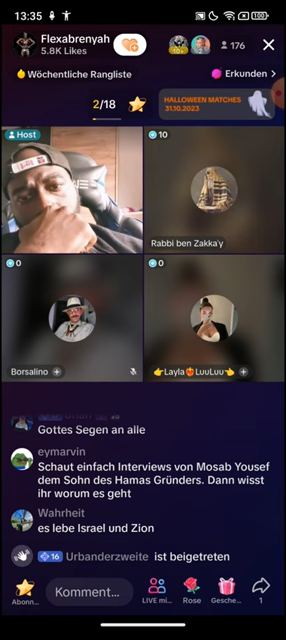 13:35
100
Flexabrenyah
5.8K Likes
176
Wöchentliche Rangliste
Erkunden >
2/18
HALLOWEEN MATCHES
31.10.2023
Host
10
Rabbi ben Zakka'y
0
0
Borsalino +
👉Layla❤️‍🔥LuuLuu👈 +
Gottes Segen an alle
eymarvin
Schaut einfach Interviews von Mosab Yousef
dem Sohn des Hamas Gründers. Dann wisst
ihr worum es geht
Wahrheit
es lebe Israel und Zion
16 Urbanderzweite ist beigetreten
Komment...
Abonn...
LIVE mi...
Rose
Gesche...
1